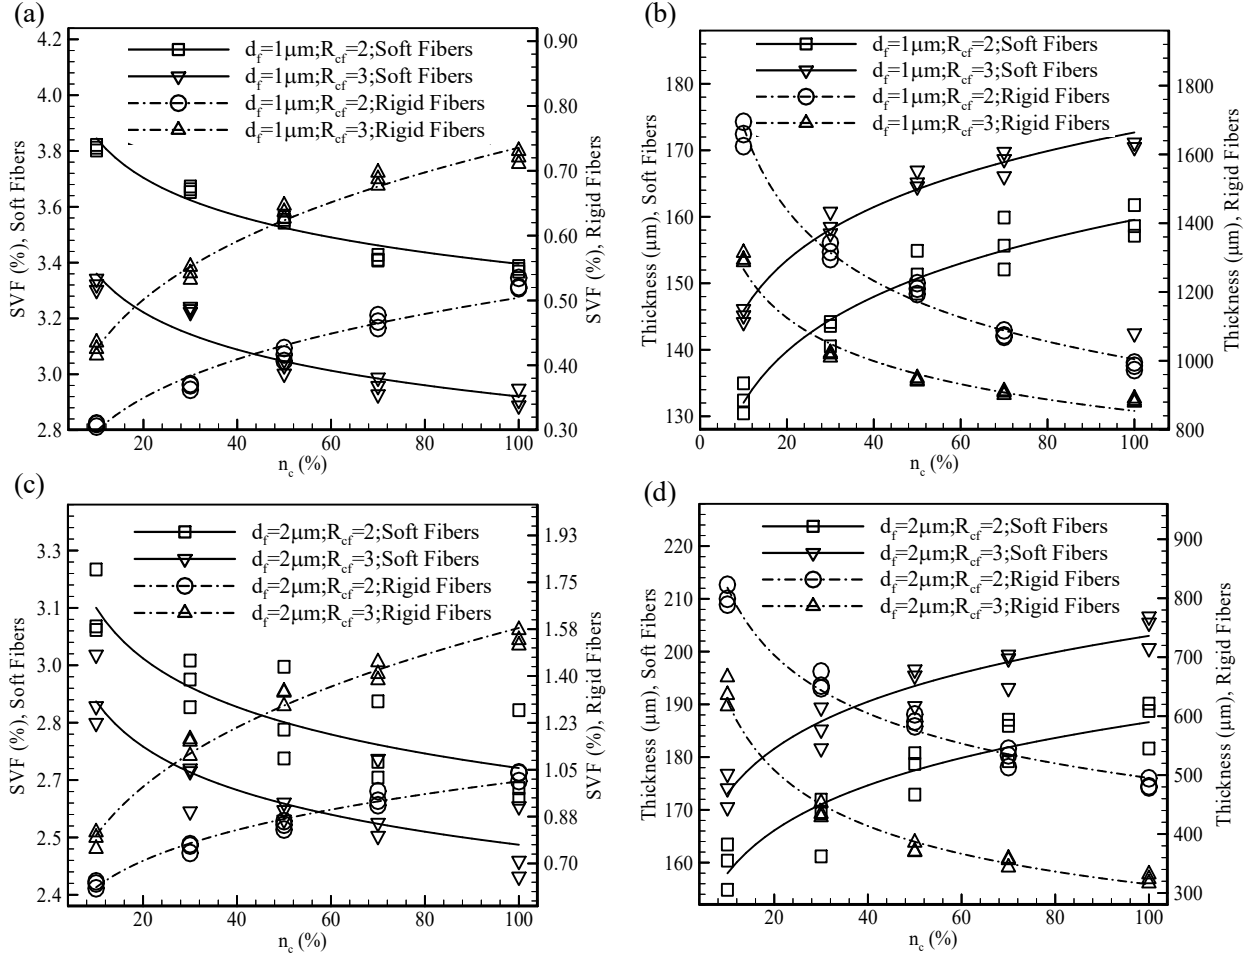 (a)
d_f=1μm;R_cf=2;Soft Fibers
d_f=1μm;R_cf=3;Soft Fibers
d_f=1μm;R_cf=2;Rigid Fibers
d_f=1μm;R_cf=3;Rigid Fibers
SVF (%), Soft Fibers
4.2
4.0
3.8
3.6
3.4
3.2
3.0
2.8
SVF (%), Rigid Fibers
0.90
0.80
0.70
0.60
0.50
0.40
0.30
20 40 60 80 100
n_c (%)
(b)
d_f=1μm;R_cf=2;Soft Fibers
d_f=1μm;R_cf=3;Soft Fibers
d_f=1μm;R_cf=2;Rigid Fibers
d_f=1μm;R_cf=3;Rigid Fibers
Thickness (μm), Soft Fibers
180
170
160
150
140
130
Thickness (μm), Rigid Fibers
1800
1600
1400
1200
1000
800
0 20 40 60 80 100
n_c (%)
(c)
d_f=2μm;R_cf=2;Soft Fibers
d_f=2μm;R_cf=3;Soft Fibers
d_f=2μm;R_cf=2;Rigid Fibers
d_f=2μm;R_cf=3;Rigid Fibers
SVF (%), Soft Fibers
3.3
3.1
3.0
2.8
2.7
2.5
2.4
SVF (%), Rigid Fibers
1.93
1.75
1.58
1.40
1.23
1.05
0.88
0.70
20 40 60 80 100
n_c (%)
(d)
d_f=2μm;R_cf=2;Soft Fibers
d_f=2μm;R_cf=3;Soft Fibers
d_f=2μm;R_cf=2;Rigid Fibers
d_f=2μm;R_cf=3;Rigid Fibers
Thickness (μm), Soft Fibers
220
210
200
190
180
170
160
Thickness (μm), Rigid Fibers
900
800
700
600
500
400
300
20 40 60 80 100
n_c (%)